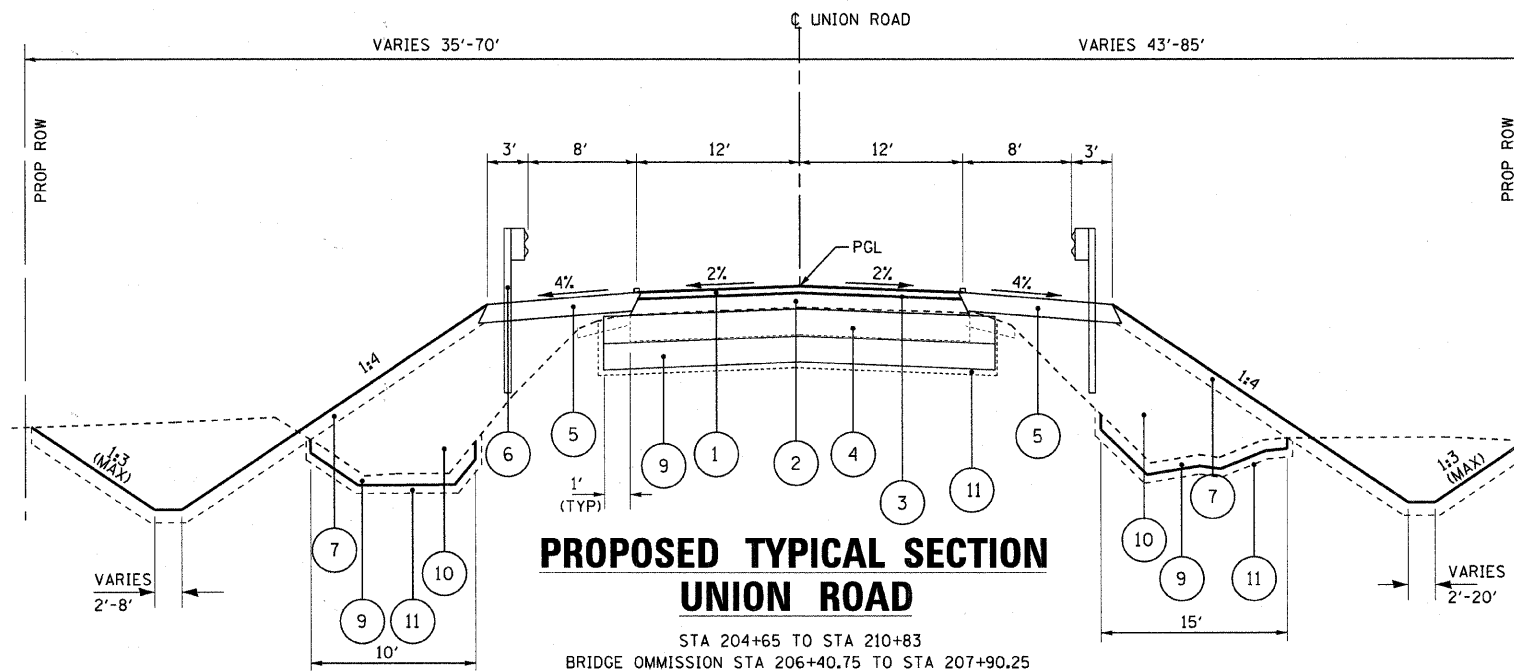 ℄ UNION ROAD
VARIES 35'-70'
VARIES 43'-85'
PROP ROW
PROP ROW
3'
8'
12'
12'
8'
3'
PGL
4%
2%
2%
4%
1:4
1:4
1:3
(MAX)
1:3
(MAX)
7
9
11
10
6
5
9
1
2
4
3
11
5
10
9
7
11
1'
(TYP)
VARIES
2'-8'
10'
VARIES
2'-20'
15'
PROPOSED TYPICAL SECTION
UNION ROAD
STA 204+65 TO STA 210+83
BRIDGE OMMISSION STA 206+40.75 TO STA 207+90.25